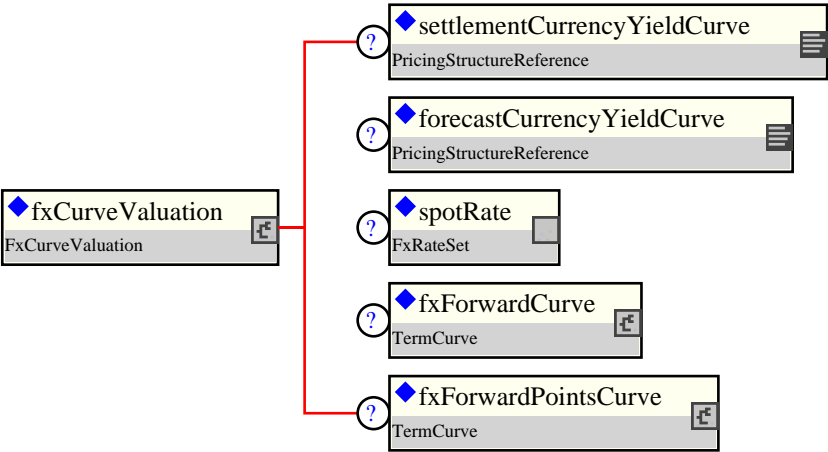 settlementCurrencyYieldCurve
?
PricingStructureReference
forecastCurrencyYieldCurve
?
PricingStructureReference
fxCurveValuation
FxCurveValuation
spotRate
?
FxRateSet
fxForwardCurve
?
TermCurve
fxForwardPointsCurve
?
TermCurve